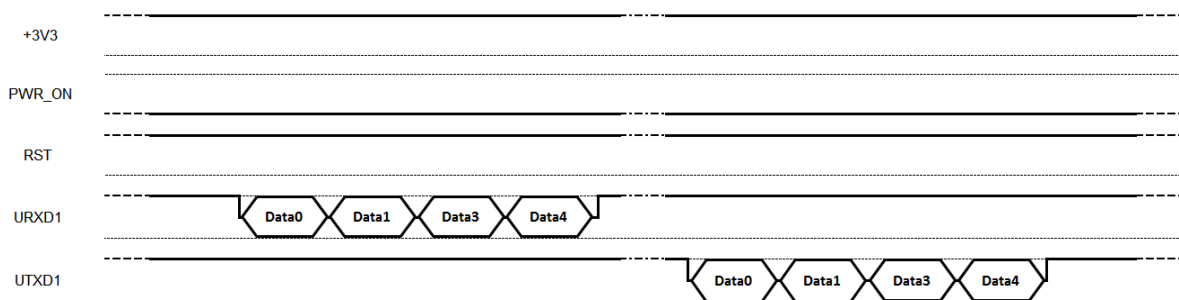 +3V3
PWR_ON
RST
URXD1 Data0 Data1 Data3 Data4
UTXD1 Data0 Data1 Data3 Data4